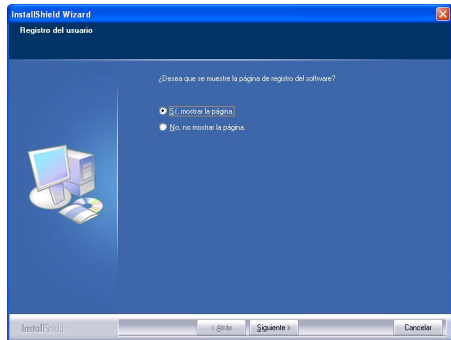 InstallShield Wizard
Registro del usuario
¿Desea que se muestre la página de registro del software?
Sí, mostrar la página.
No, no mostrar la página.
InstallShield
< Atrás
Siguiente >
Cancelar